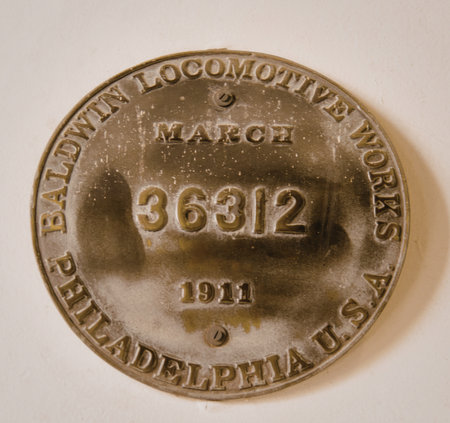 BALDWIN LOCOMOTIVE WORKS
MARCH
36312
1911
PHILADELPHIA U.S.A.